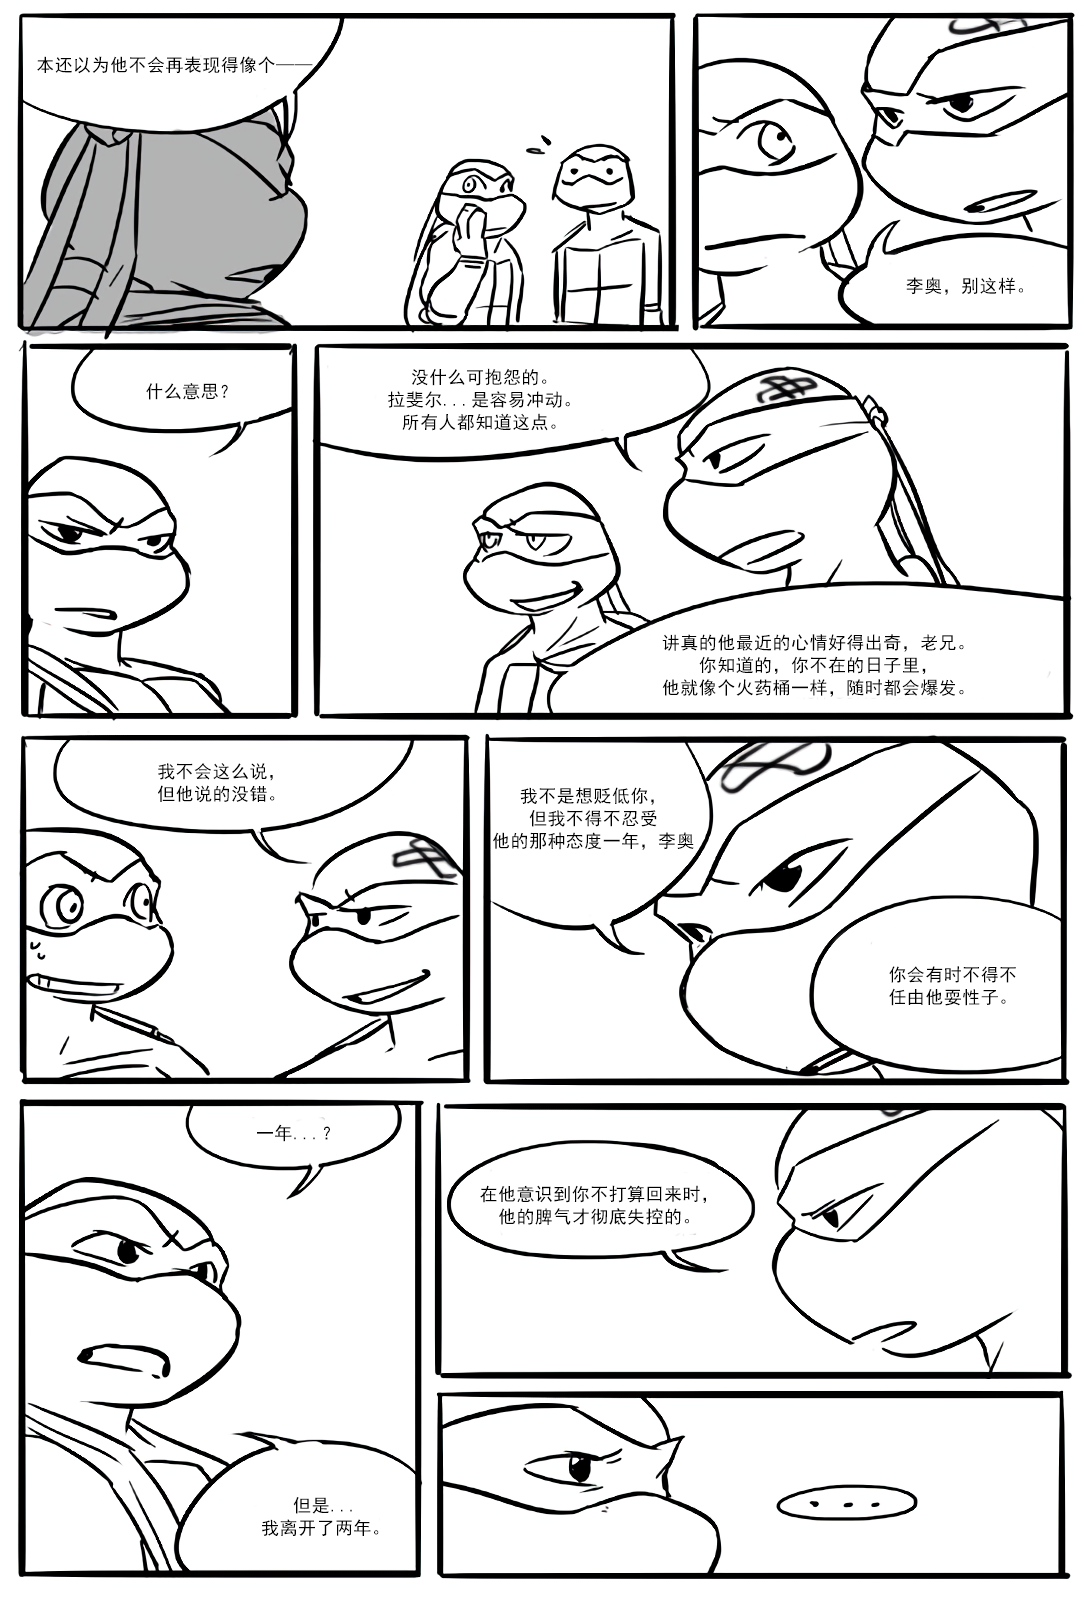 本还以为他不会再表现得像个——
李奥，别这样。
什么意思？
没什么可抱怨的。
拉斐尔...是容易冲动。
所有人都知道这点。
讲真的他最近的心情好得出奇，老兄。
你知道的，你不在的日子里，
他就像个火药桶一样，随时都会爆发。
我不会这么说，
但他说的没错。
我不是想贬低你，
但我不得不忍受
他的那种态度一年，李奥
你会有时不得不
任由他耍性子。
一年...？
在他意识到你不打算回来时，
他的脾气才彻底失控的。
但是...
我离开了两年。
...